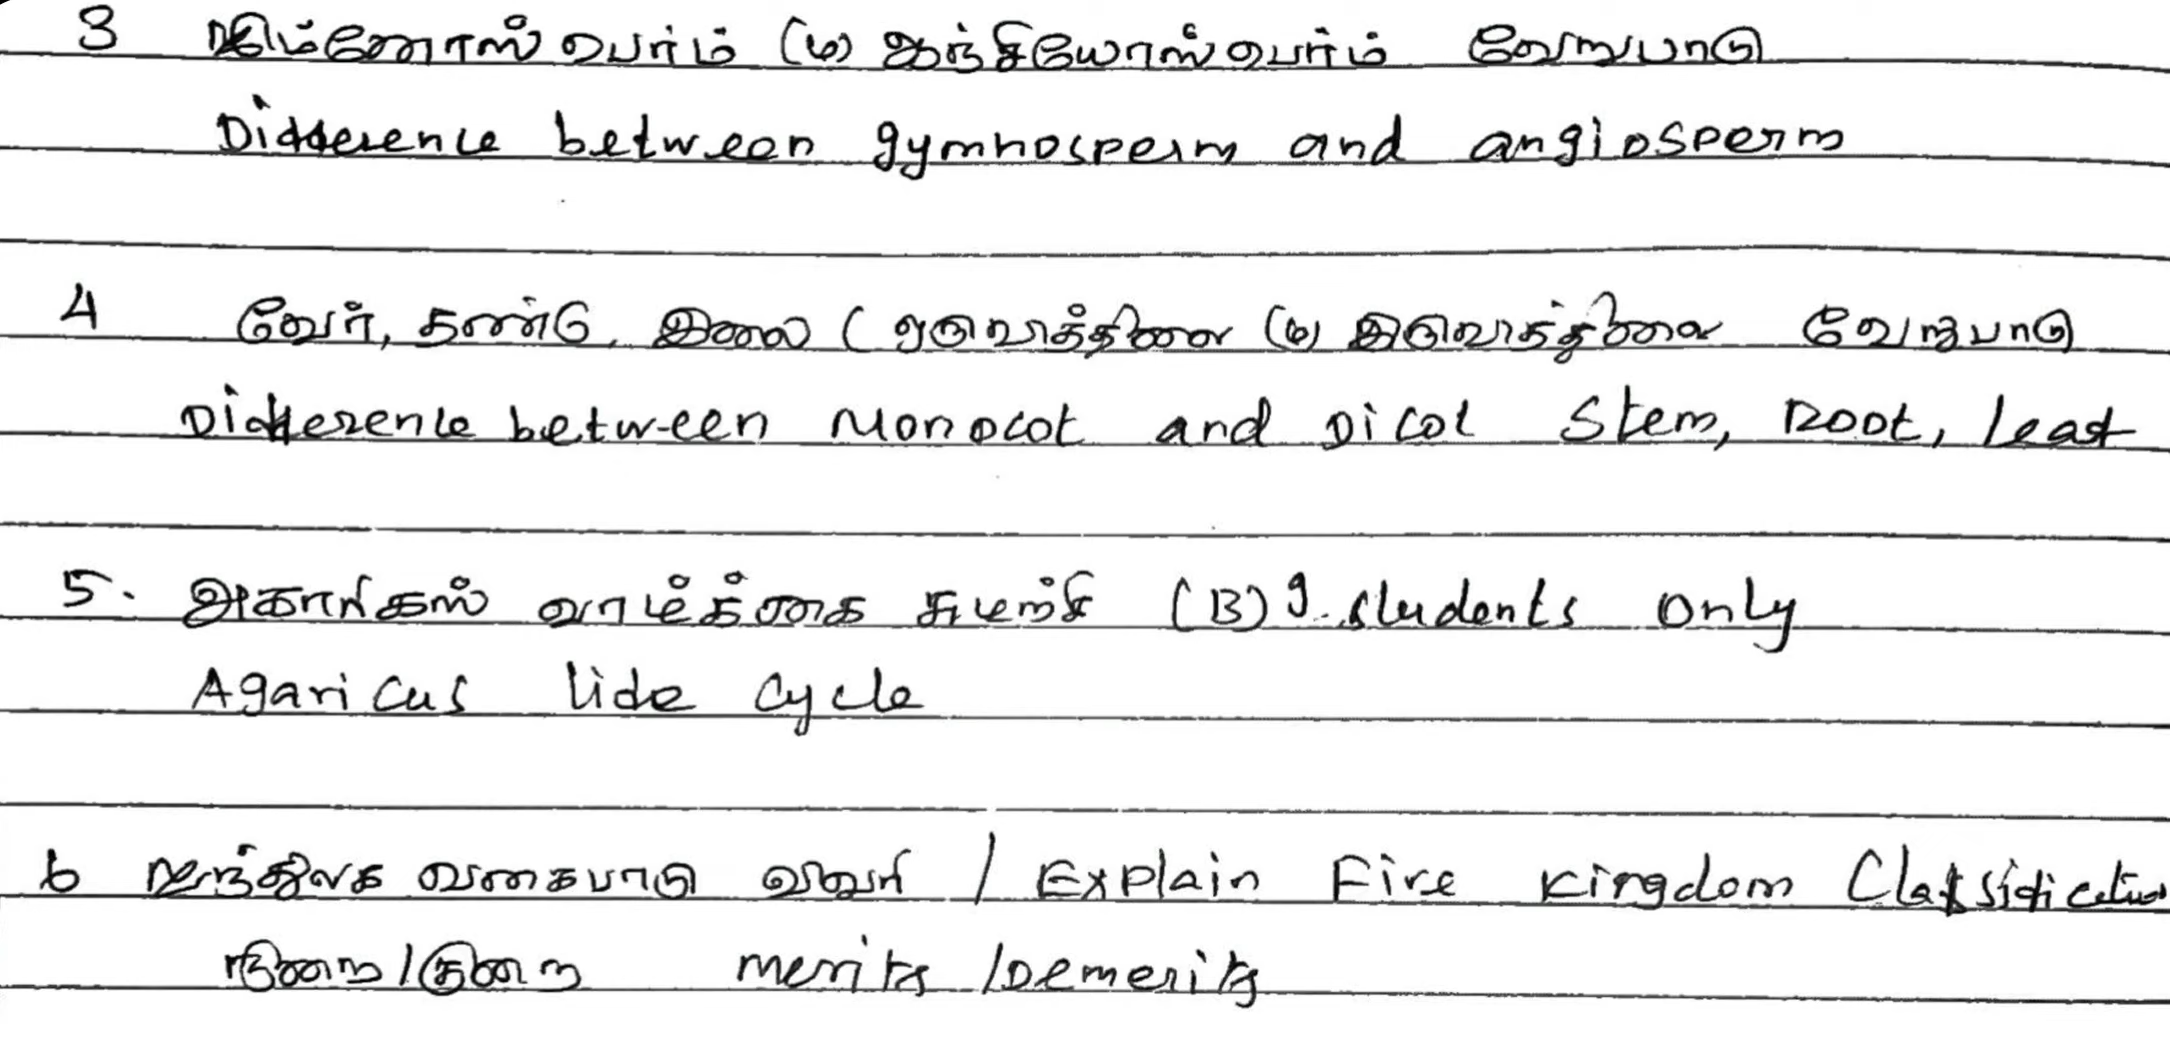 3 ஜிம்னோஸ்பெர்ம் (ம) ஆஞ்சியோஸ்பெர்ம் வேறுபாடு
Difference between gymnosperm and angiosperm
4 வேர், தண்டு, இலை (ஒருவித்திலை (ம) இருவித்திலை வேறுபாடு
Difference between Monocot and Dicot Stem, Root, leaf
5. அகாரிகஸ் வாழ்க்கை சுழற்சி (B) 9. students only
Agaricus life cycle
6 ஐந்துலக வகைபாடு விவரி / Explain Five Kingdom Classification
நிறை / குறை merits / Demerits